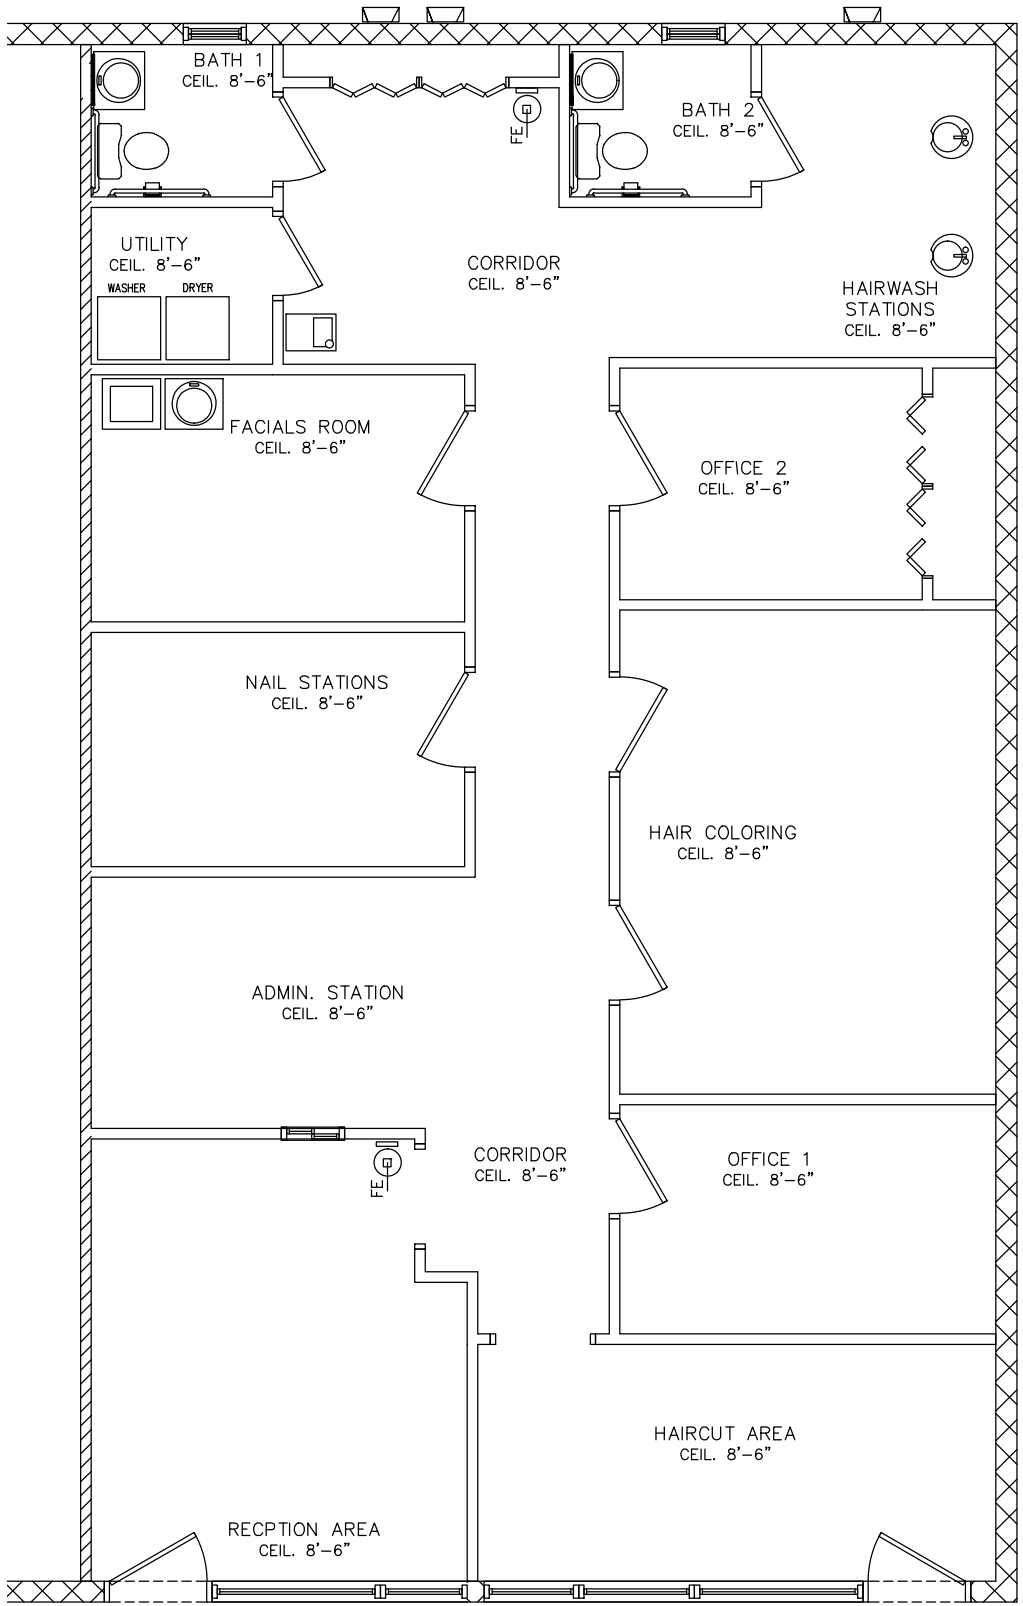 BATH 1
CEIL. 8'-6"
BATH 2
CEIL. 8'-6"
FE
UTILITY
CEIL. 8'-6"
WASHER
DRYER
CORRIDOR
CEIL. 8'-6"
HAIRWASH
STATIONS
CEIL. 8'-6"
FACIALS ROOM
CEIL. 8'-6"
OFFICE 2
CEIL. 8'-6"
NAIL STATIONS
CEIL. 8'-6"
HAIR COLORING
CEIL. 8'-6"
ADMIN. STATION
CEIL. 8'-6"
FE
CORRIDOR
CEIL. 8'-6"
OFFICE 1
CEIL. 8'-6"
HAIRCUT AREA
CEIL. 8'-6"
RECPTION AREA
CEIL. 8'-6"